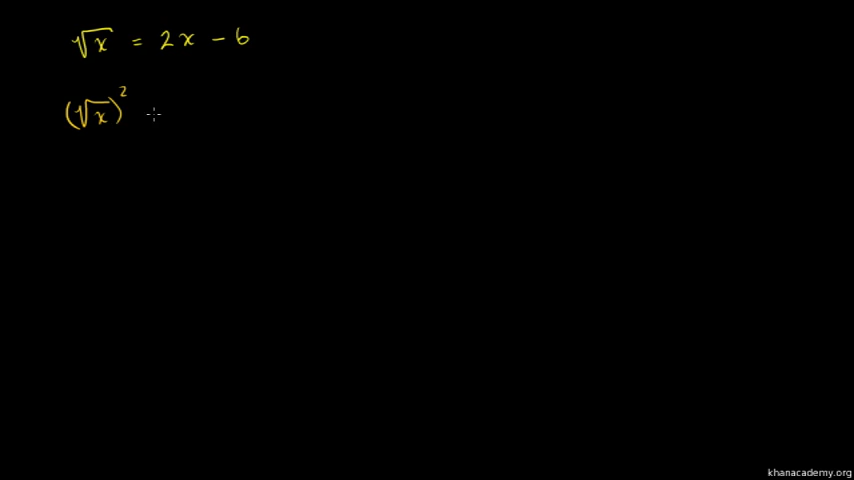 √x = 2x - 6
(√x)²
khanacademy.org